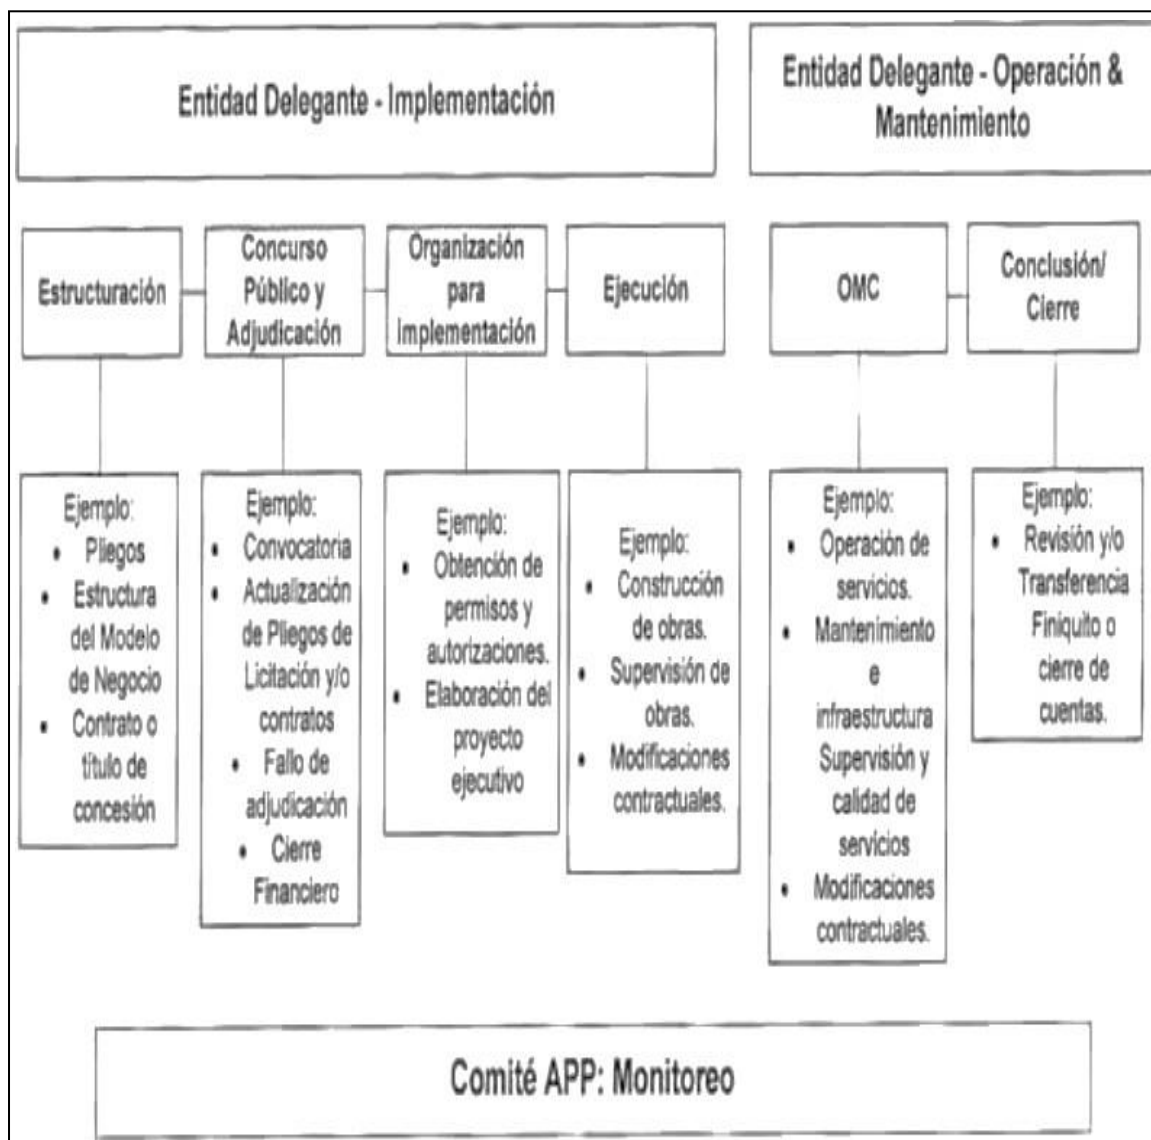 Entidad Delegante - Implementación
Entidad Delegante - Operación &
Mantenimiento
Estructuración
Concurso
Público y
Adjudicación
Organización
para
implementación
Ejecución
OMC
Conclusión/
Cierre
Ejemplo:
• Pliegos
• Estructura
del Modelo
de Negocio
• Contrato o
título de
concesión
Ejemplo:
• Convocatoria
• Actualización
de Pliegos de
Licitación y/o
contratos
• Fallo de
adjudicación
• Cierre
Financiero
Ejemplo:
• Obtención de
permisos y
autorizaciones.
• Elaboración del
proyecto
ejecutivo
Ejemplo:
• Construcción
de obras.
• Supervisión de
obras.
• Modificaciones
contractuales.
Ejemplo:
• Operación de
servicios.
• Mantenimiento
e
infraestructura
Supervisión y
calidad de
servicios
• Modificaciones
contractuales.
Ejemplo:
• Revisión y/o
Transferencia
Finiquito o
cierre de
cuentas.
Comité APP: Monitoreo